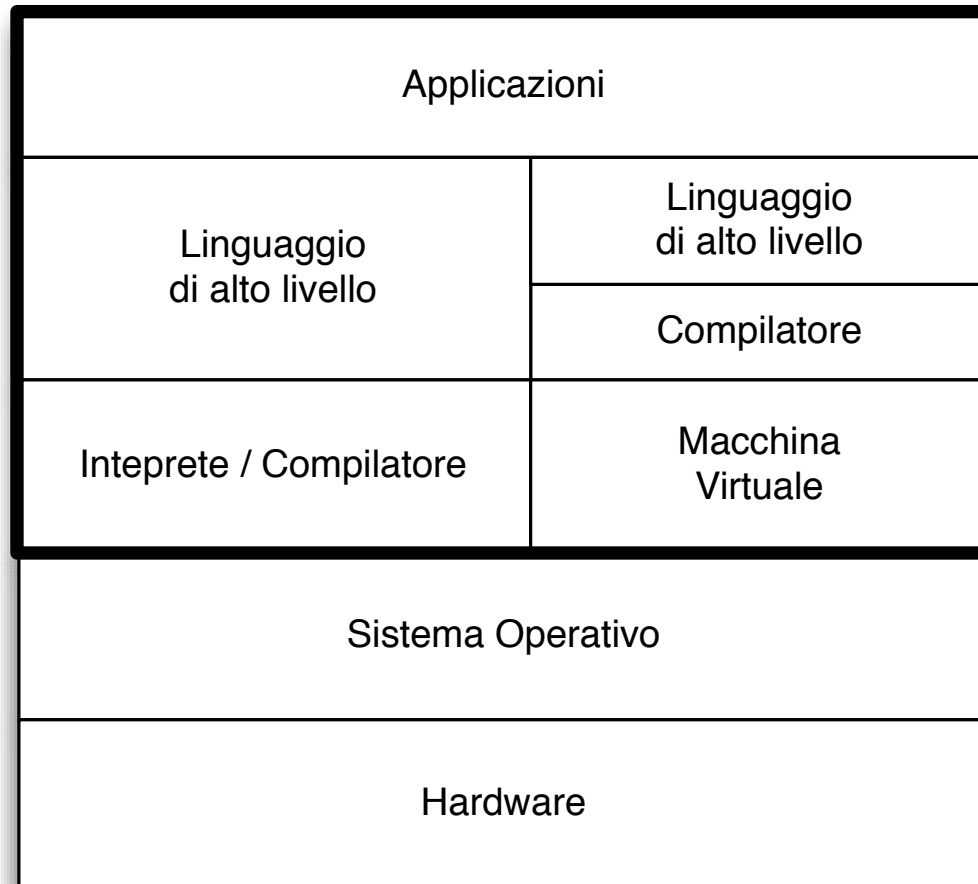 Applicazioni
Linguaggio
di alto livello
Linguaggio
di alto livello
Compilatore
Inteprete / Compilatore
Macchina
Virtuale
Sistema Operativo
Hardware